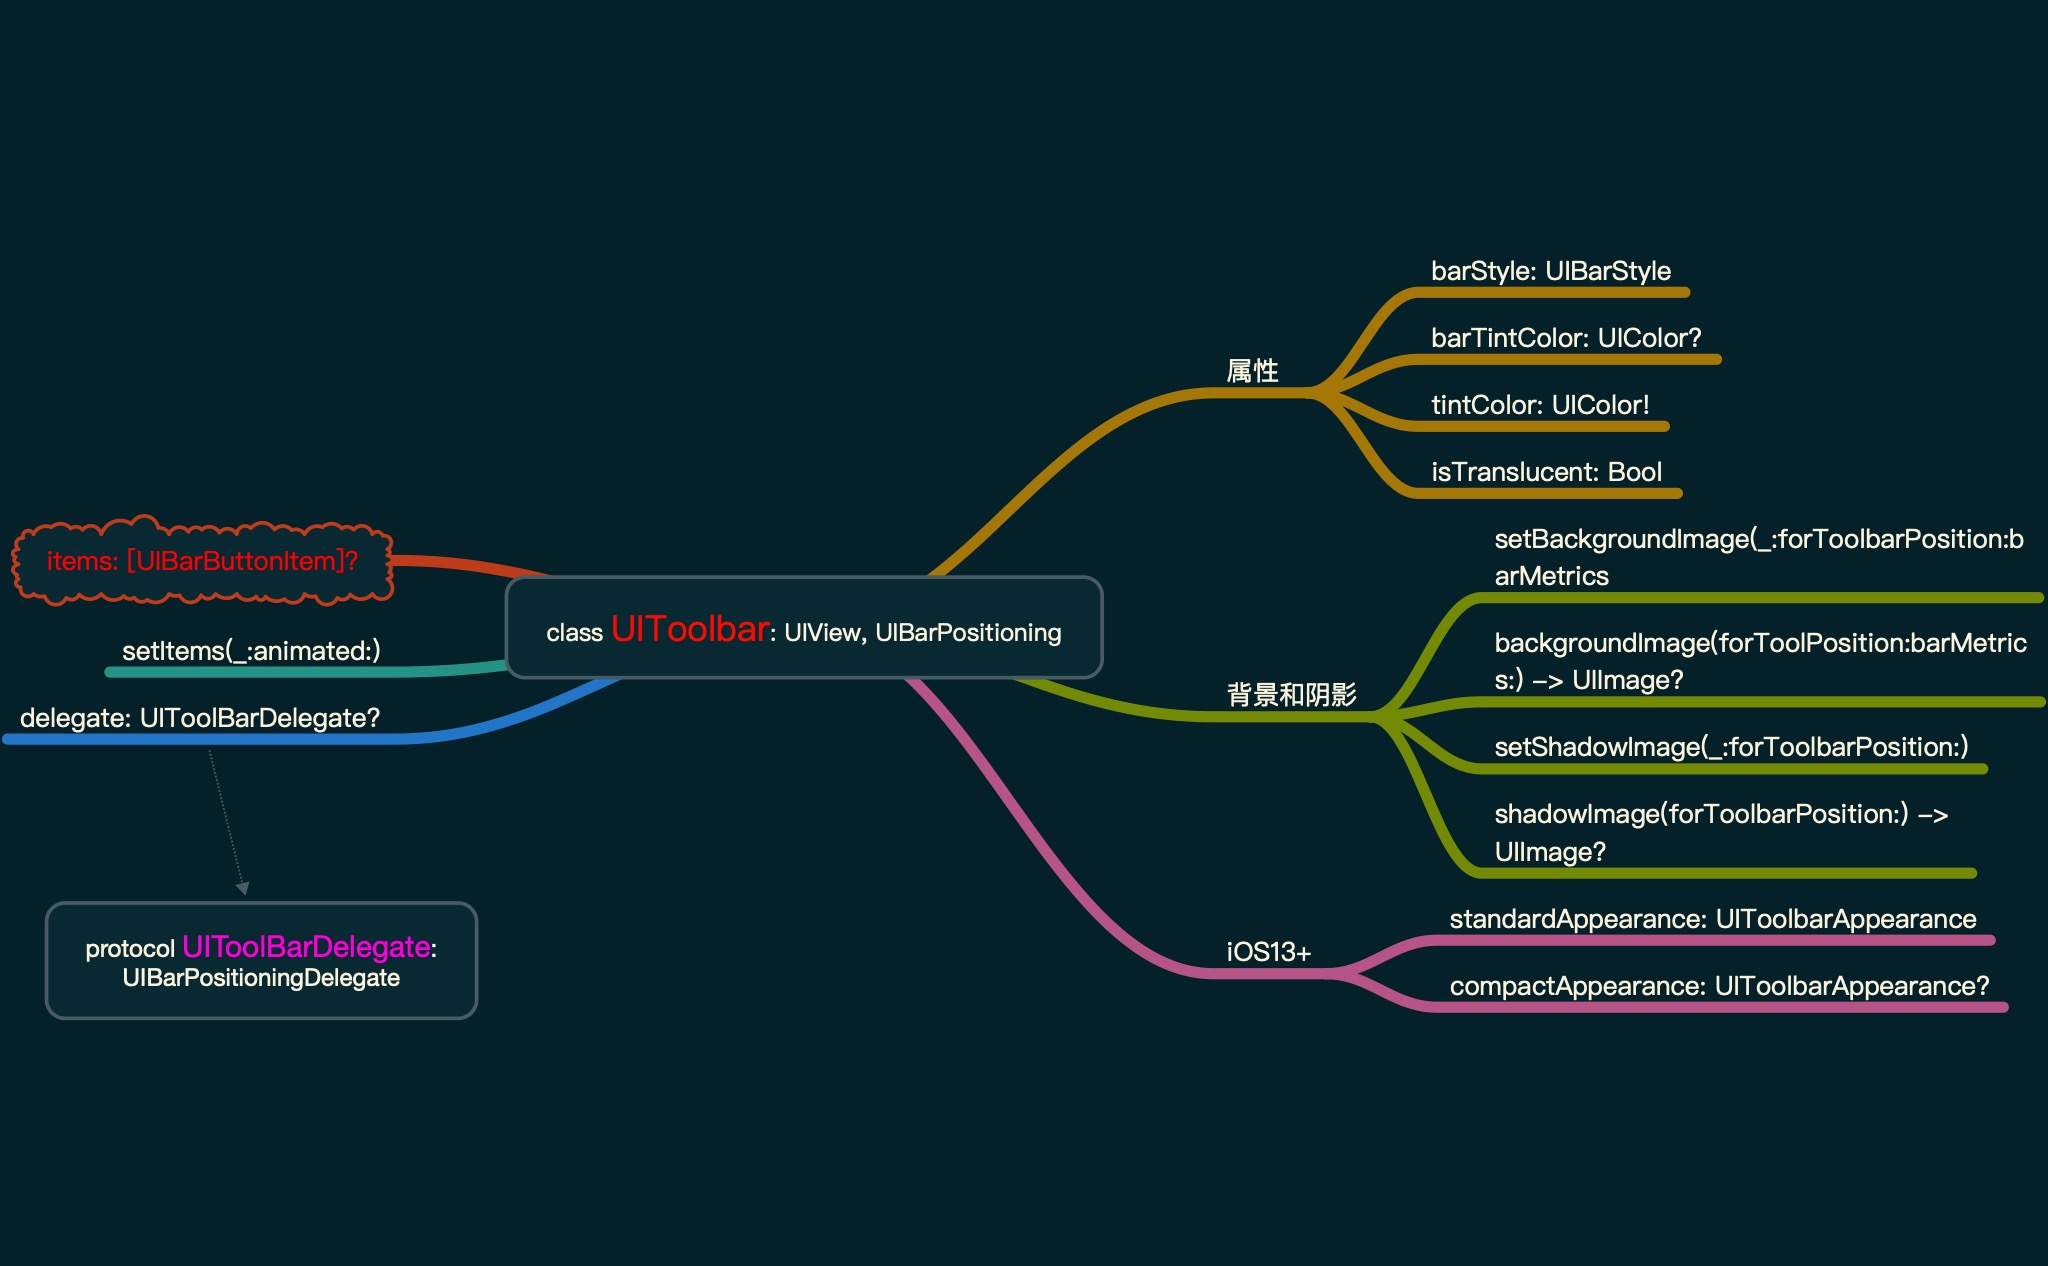 class UIToolbar: UIView, UIBarPositioning
items: [UIBarButtonItem]?
setItems(_:animated:)
delegate: UIToolBarDelegate?
protocol UIToolBarDelegate:
UIBarPositioningDelegate
属性
barStyle: UIBarStyle
barTintColor: UIColor?
tintColor: UIColor!
isTranslucent: Bool
背景和阴影
setBackgroundImage(_:forToolbarPosition:b
arMetrics
backgroundImage(forToolPosition:barMetric
s:) –> UIImage?
setShadowImage(_:forToolbarPosition:)
shadowImage(forToolbarPosition:) –>
UIImage?
iOS13+
standardAppearance: UIToolbarAppearance
compactAppearance: UIToolbarAppearance?